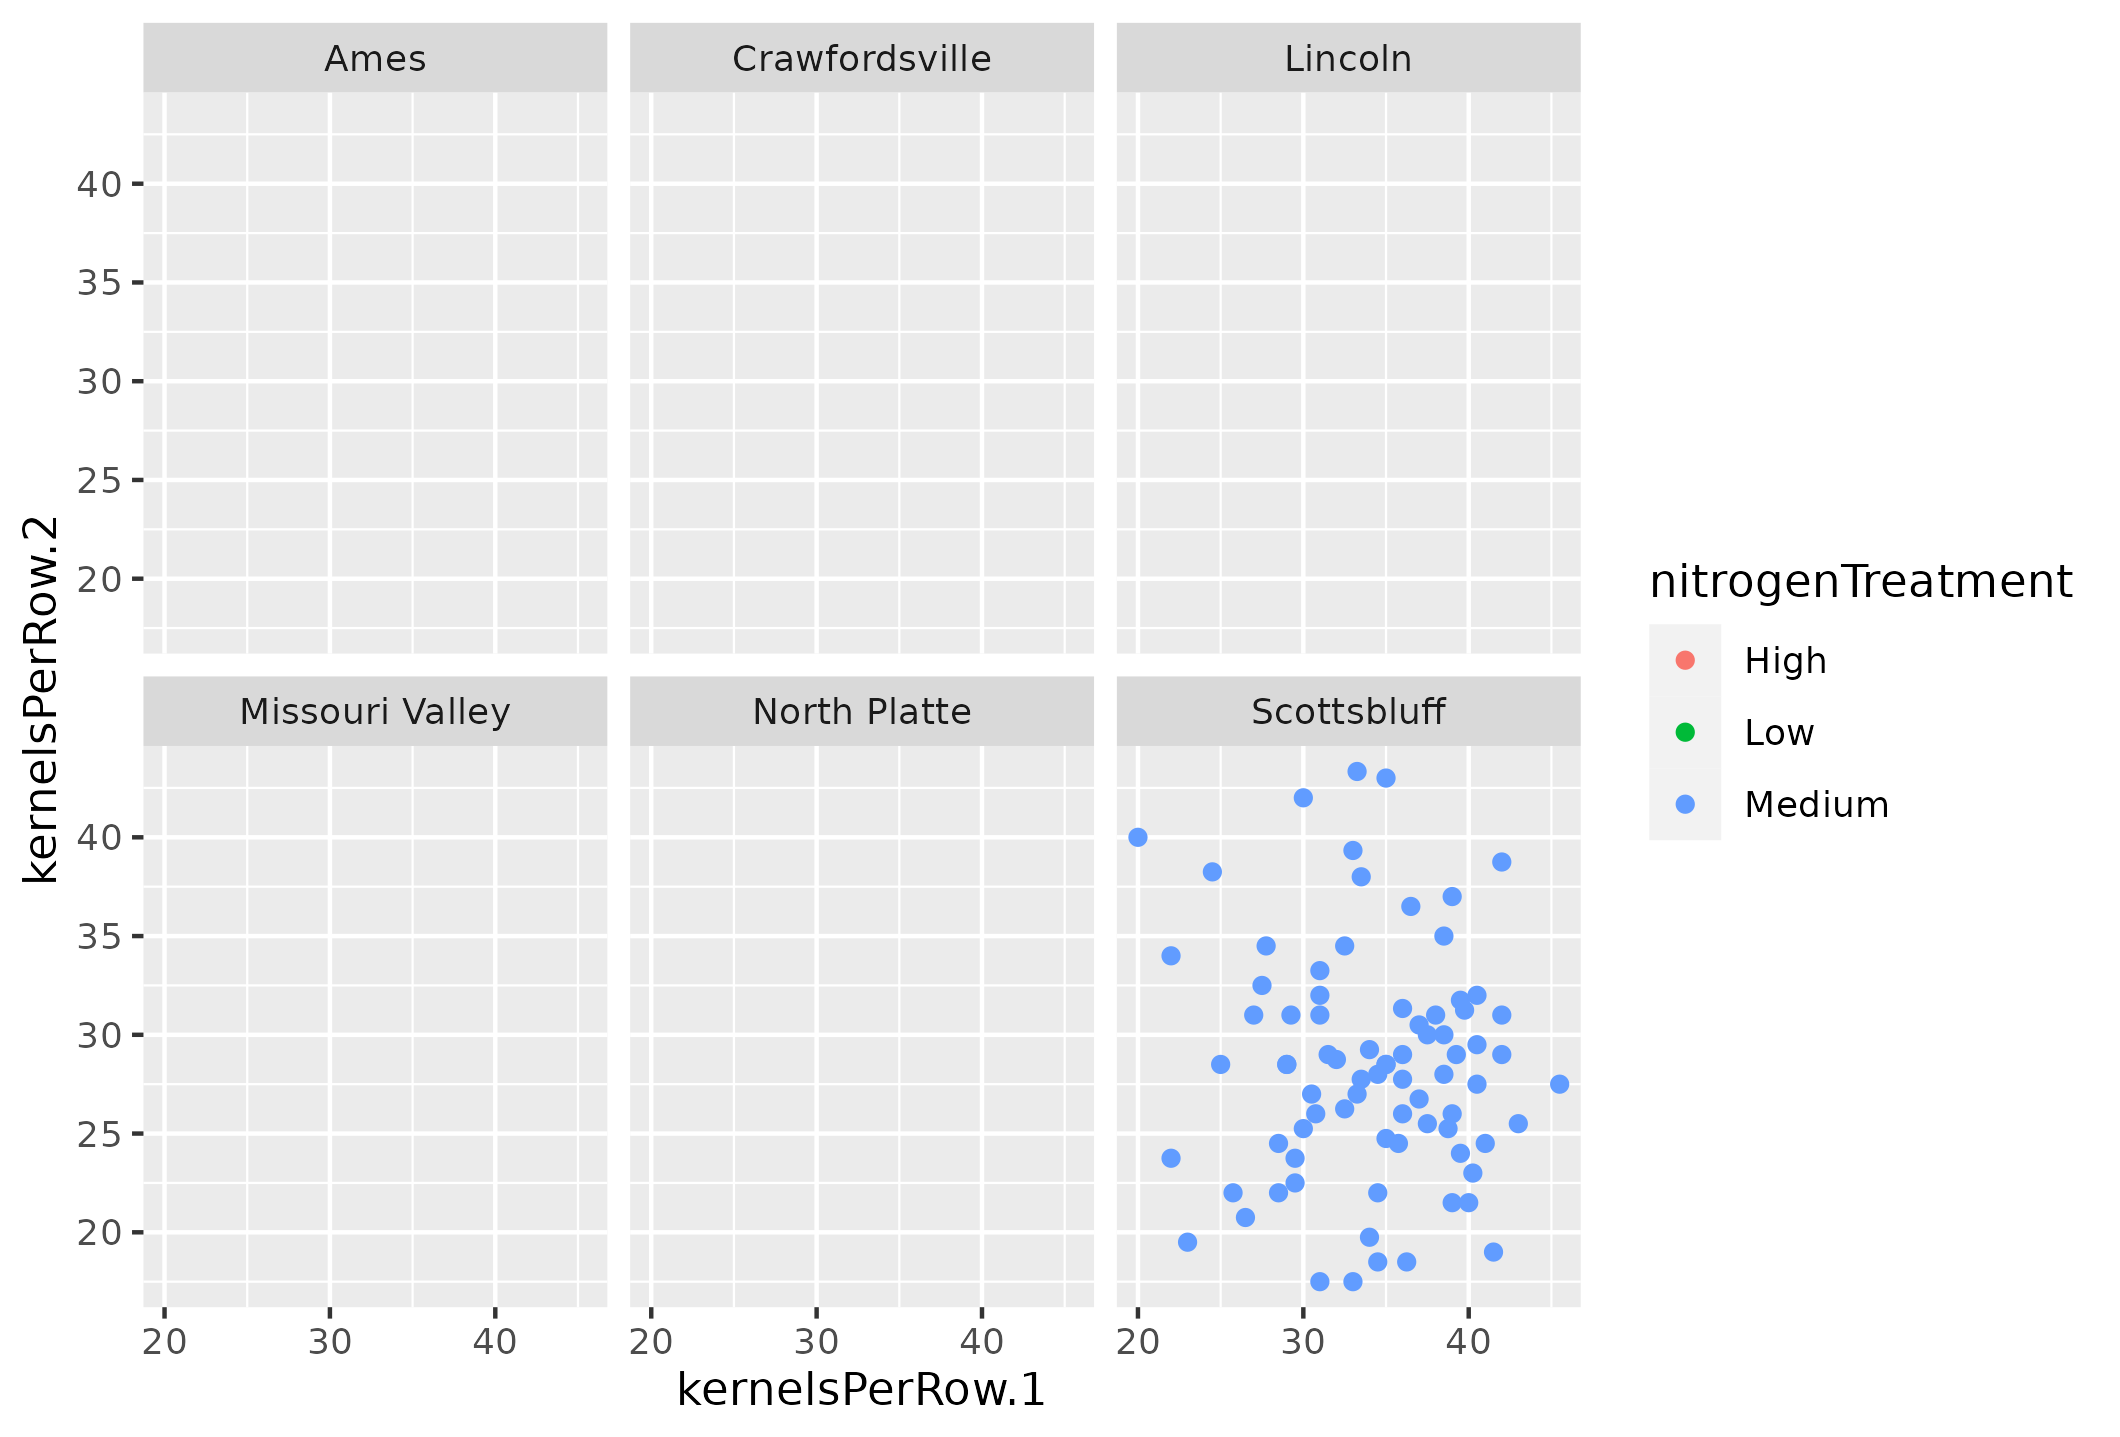 Ames
Crawfordsville
Lincoln
40
35
30
25
20
Missouri Valley
North Platte
Scottsbluff
40
35
30
25
20
20 30 40
20 30 40
20 30 40
kernelsPerRow.1
kernelsPerRow.2
nitrogenTreatment
High
Low
Medium